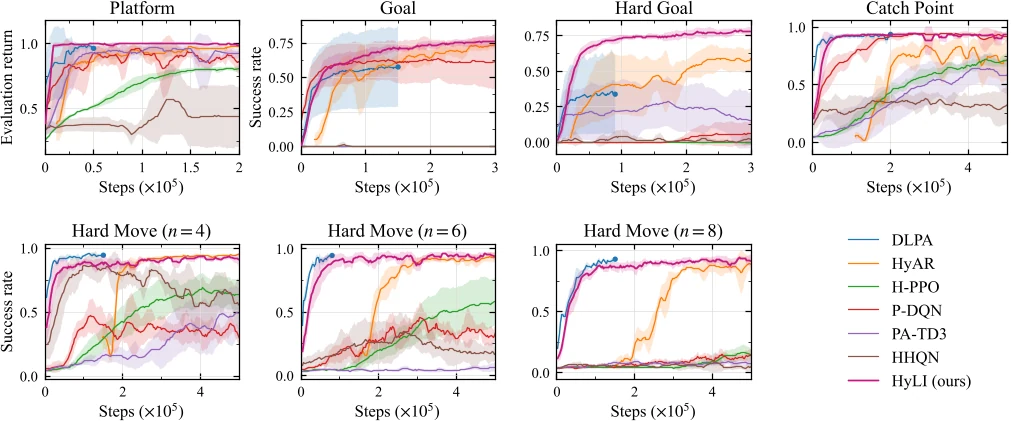 Platform
Goal
Hard Goal
Catch Point
Evaluation return
1.0
0.5
0
0.5
1
1.5
2
Steps (×10⁵)
Success rate
0.75
0.50
0.25
0.00
0
1
2
3
Steps (×10⁵)
0.75
0.50
0.25
0.00
0
1
2
3
Steps (×10⁵)
1.0
0.5
0.0
0
2
4
Steps (×10⁵)
Hard Move (n=4)
Hard Move (n=6)
Hard Move (n=8)
Success rate
1.0
0.5
0.0
0
2
4
Steps (×10⁵)
1.0
0.5
0.0
0
2
4
Steps (×10⁵)
1.0
0.5
0.0
0
2
4
Steps (×10⁵)
DLPA
HyAR
H-PPO
P-DQN
PA-TD3
HHQN
HyLI (ours)